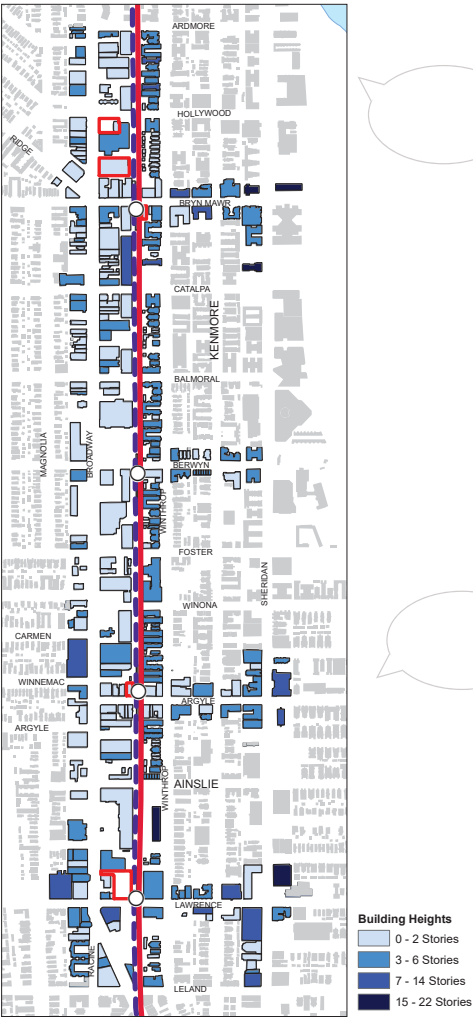 ARDMORE
HOLLYWOOD
RIDGE
BRYN MAWR
CATALPA
KENMORE
BALMORAL
MAGNOLIA
BROADWAY
BERWYN
WINTHROP
FOSTER
SHERIDAN
WINONA
CARMEN
WINNEMAC
ARGYLE
ARGYLE
WINTHROP
AINSLIE
LAWRENCE
RACINE
LELAND
Building Heights
0 - 2 Stories
3 - 6 Stories
7 - 14 Stories
15 - 22 Stories